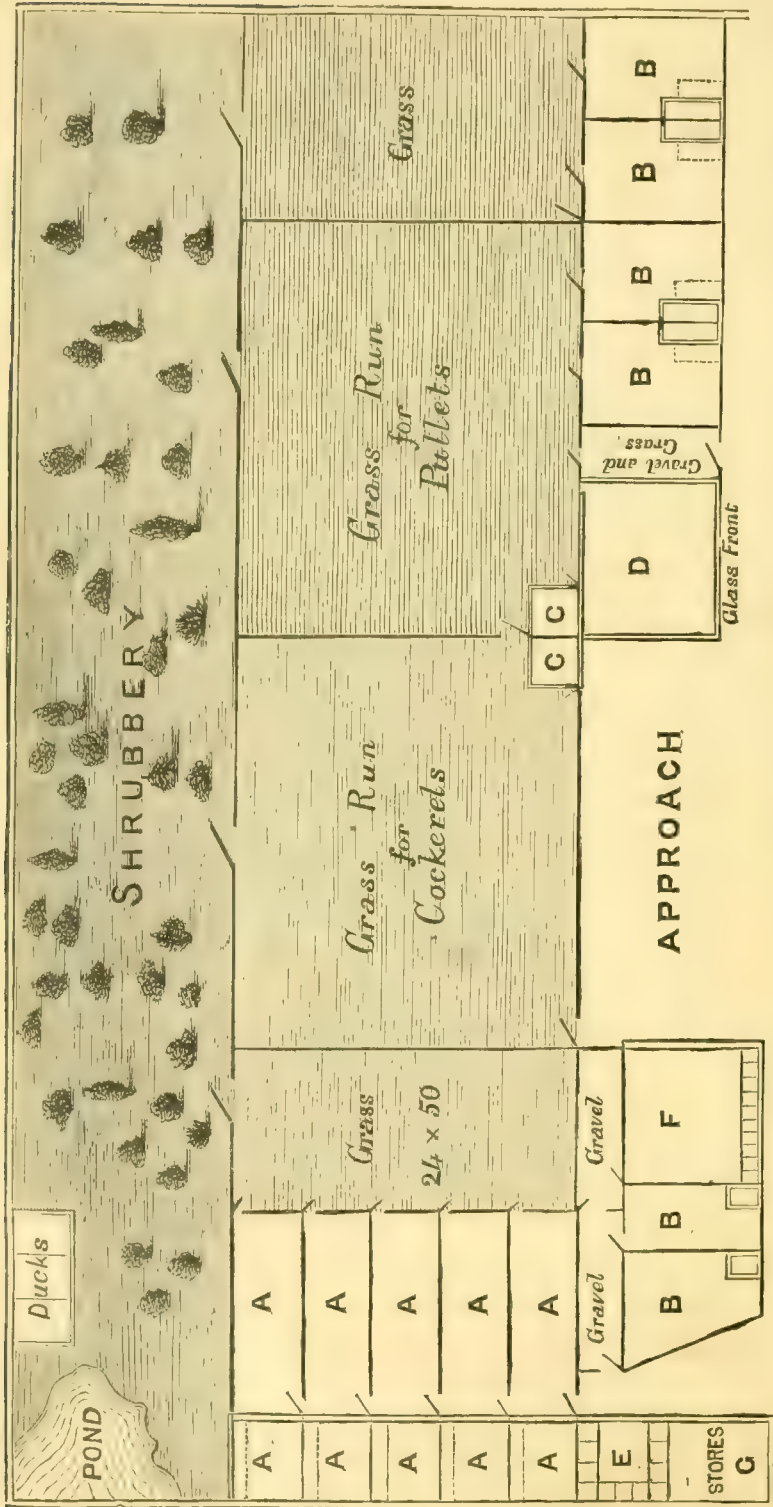 POND
Ducks
SHRUBBERY
A
A
A
A
A
A
A
A
A
A
Grass
24 × 50
Grass Run
for
Cockerels
Grass Run
for
Pullets
Grass
C
C
E
STORES
G
Gravel
Gravel
B
B
F
APPROACH
D
Glass Front
Gravel and
Grass
B
B
B
B